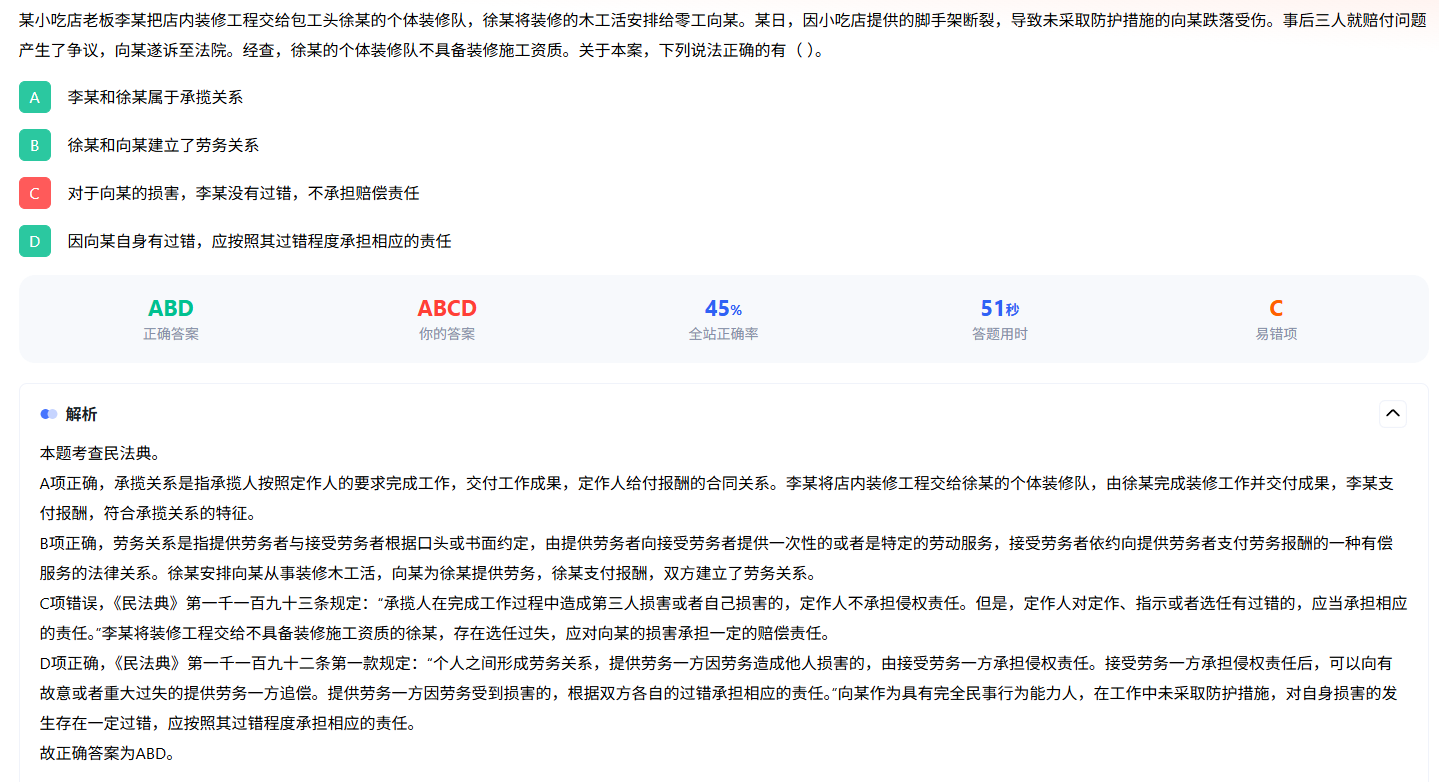 某小吃店老板李某把店内装修工程交给包工头徐某的个体装修队，徐某将装修的木工活安排给零工向某。某日，因小吃店提供的脚手架断裂，导致未采取防护措施的向某跌落受伤。事后三人就赔付问题
产生了争议，向某遂诉至法院。经查，徐某的个体装修队不具备装修施工资质。关于本案，下列说法正确的有（ ）。
A 李某和徐某属于承揽关系
B 徐某和向某建立了劳务关系
C 对于向某的损害，李某没有过错，不承担赔偿责任
D 因向某自身有过错，应按照其过错程度承担相应的责任
ABD ABCD 45% 51秒 C
正确答案 你的答案 全站正确率 答题用时 易错项
解析
本题考查民法典。
A项正确，承揽关系是指承揽人按照定作人的要求完成工作，交付工作成果，定作人给付报酬的合同关系。李某将店内装修工程交给徐某的个体装修队，由徐某完成装修工作并交付成果，李某支
付报酬，符合承揽关系的特征。
B项正确，劳务关系是指提供劳务者与接受劳务者根据口头或书面约定，由提供劳务者向接受劳务者提供一次性的或者是特定的劳动服务，接受劳务者依约向提供劳务者支付劳务报酬的一种有偿
服务的法律关系。徐某安排向某从事装修木工活，向某为徐某提供劳务，徐某支付报酬，双方建立了劳务关系。
C项错误，《民法典》第一千一百九十三条规定：“承揽人在完成工作过程中造成第三人损害或者自己损害的，定作人不承担侵权责任。但是，定作人对定作、指示或者选任有过错的，应当承担相应
的责任。”李某将装修工程交给不具备装修施工资质的徐某，存在选任过失，应对向某的损害承担一定的赔偿责任。
D项正确，《民法典》第一千一百九十二条第一款规定：“个人之间形成劳务关系，提供劳务一方因劳务造成他人损害的，由接受劳务一方承担侵权责任。接受劳务一方承担侵权责任后，可以向有
故意或者重大过失的提供劳务一方追偿。提供劳务一方因劳务受到损害的，根据双方各自的过错承担相应的责任。”向某作为具有完全民事行为能力人，在工作中未采取防护措施，对自身损害的发
生存在一定过错，应按照其过错程度承担相应的责任。
故正确答案为ABD。